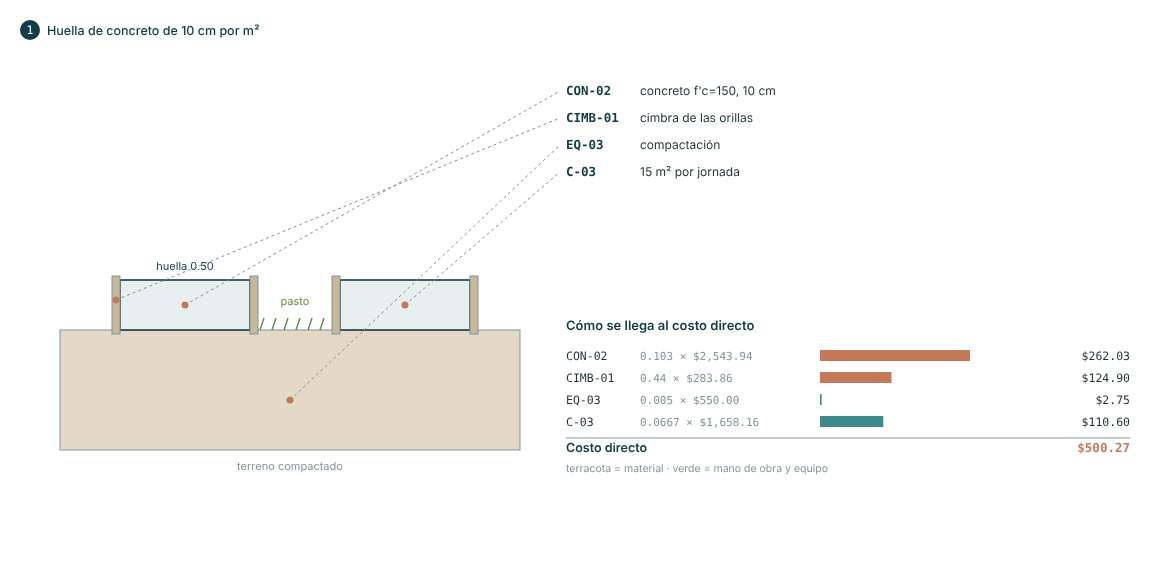 1 Huella de concreto de 10 cm por m²
CON-02 concreto f'c=150, 10 cm
CIMB-01 cimbra de las orillas
EQ-03 compactación
C-03 15 m² por jornada
huella 0.50
pasto
terreno compactado
Cómo se llega al costo directo
CON-02 0.103 × $2,543.94 $262.03
CIMB-01 0.44 × $283.86 $124.90
EQ-03 0.005 × $550.00 $2.75
C-03 0.0667 × $1,658.16 $110.60
Costo directo $500.27
terracota = material · verde = mano de obra y equipo